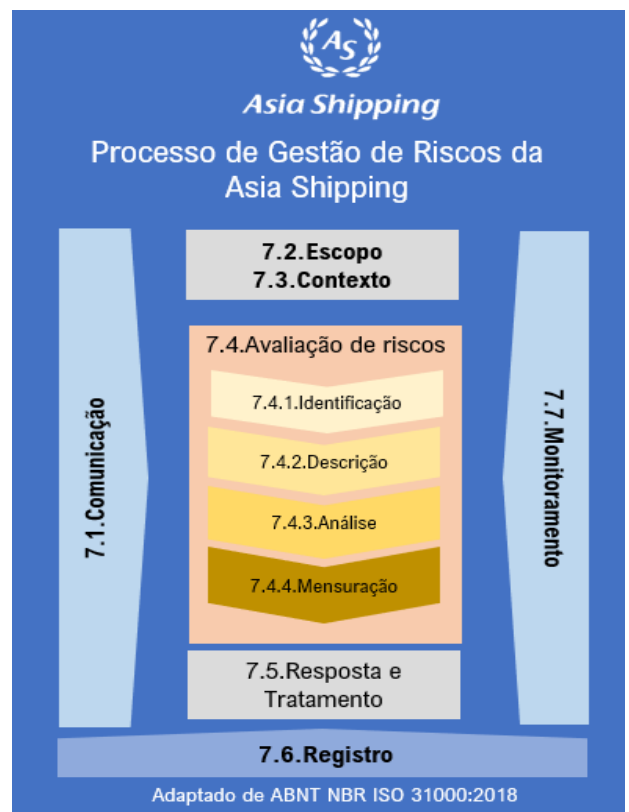 AS
Asia Shipping
Processo de Gestão de Riscos da
Asia Shipping
7.1.Comunicação
7.2.Escopo
7.3.Contexto
7.4.Avaliação de riscos
7.4.1.Identificação
7.4.2.Descrição
7.4.3.Análise
7.4.4.Mensuração
7.5.Resposta e
Tratamento
7.7.Monitoramento
7.6.Registro
Adaptado de ABNT NBR ISO 31000:2018